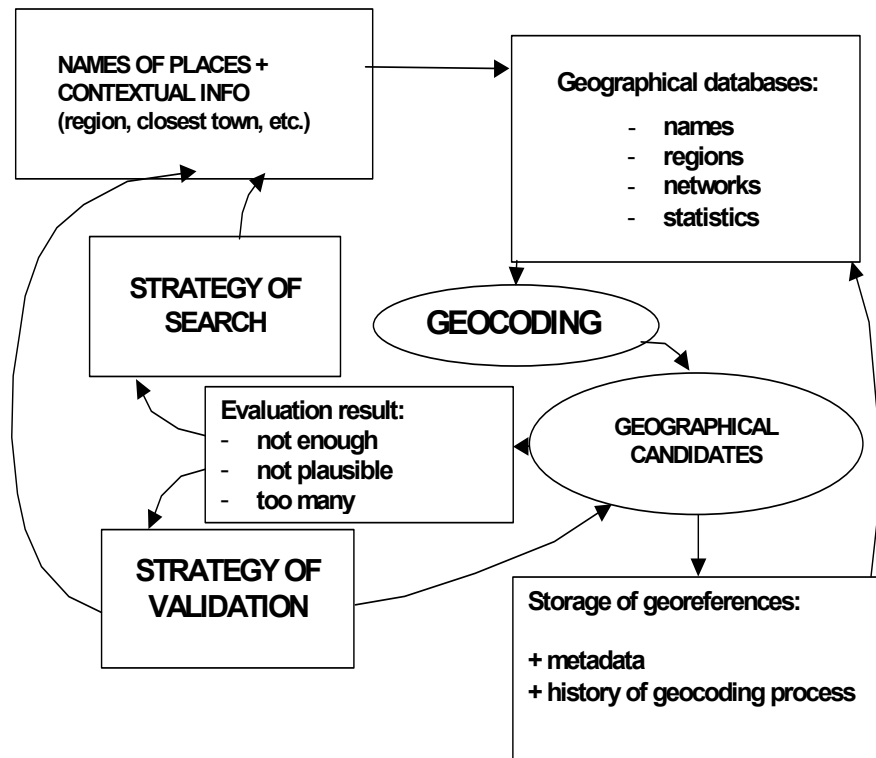 NAMES OF PLACES +
CONTEXTUAL INFO
(region, closest town, etc.)
Geographical databases:
- names
- regions
- networks
- statistics
STRATEGY OF
SEARCH
GEOCODING
Evaluation result:
- not enough
- not plausible
- too many
GEOGRAPHICAL
CANDIDATES
STRATEGY OF
VALIDATION
Storage of georeferences:
+ metadata
+ history of geocoding process